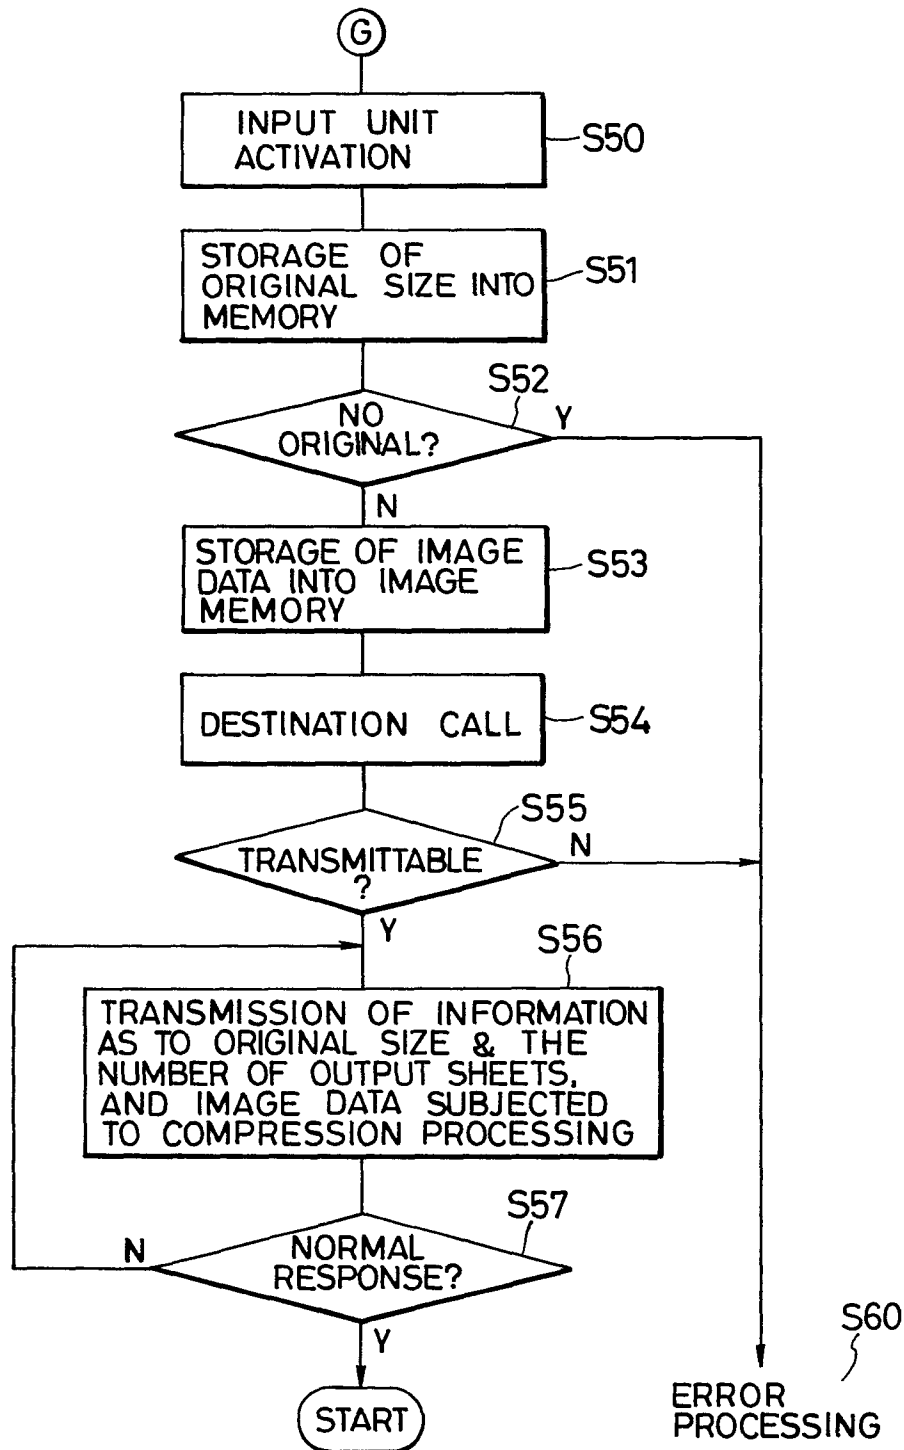 G
INPUT UNIT
ACTIVATION
S50
STORAGE OF
ORIGINAL SIZE INTO
MEMORY
S51
S52
NO
ORIGINAL?
Y
N
STORAGE OF IMAGE
DATA INTO IMAGE
MEMORY
S53
DESTINATION CALL
S54
S55
TRANSMITTABLE
?
N
Y
S56
TRANSMISSION OF INFORMATION
AS TO ORIGINAL SIZE & THE
NUMBER OF OUTPUT SHEETS,
AND IMAGE DATA SUBJECTED
TO COMPRESSION PROCESSING
S57
NORMAL
RESPONSE?
N
Y
START
S60
ERROR
PROCESSING